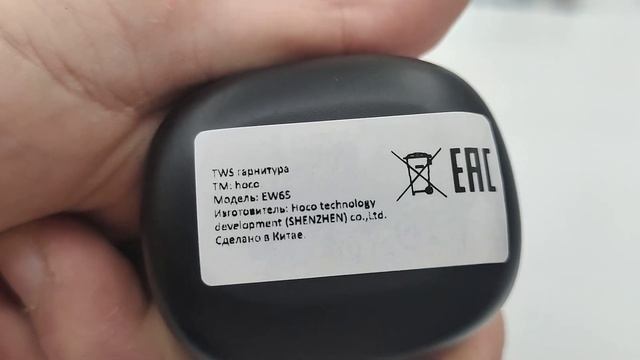 TWS гарнитура
TM: hoco
Модель: EW65
Изготовитель: Hoco technology
development (SHENZHEN) co.,Ltd.
Сделано в Китае.
EAC